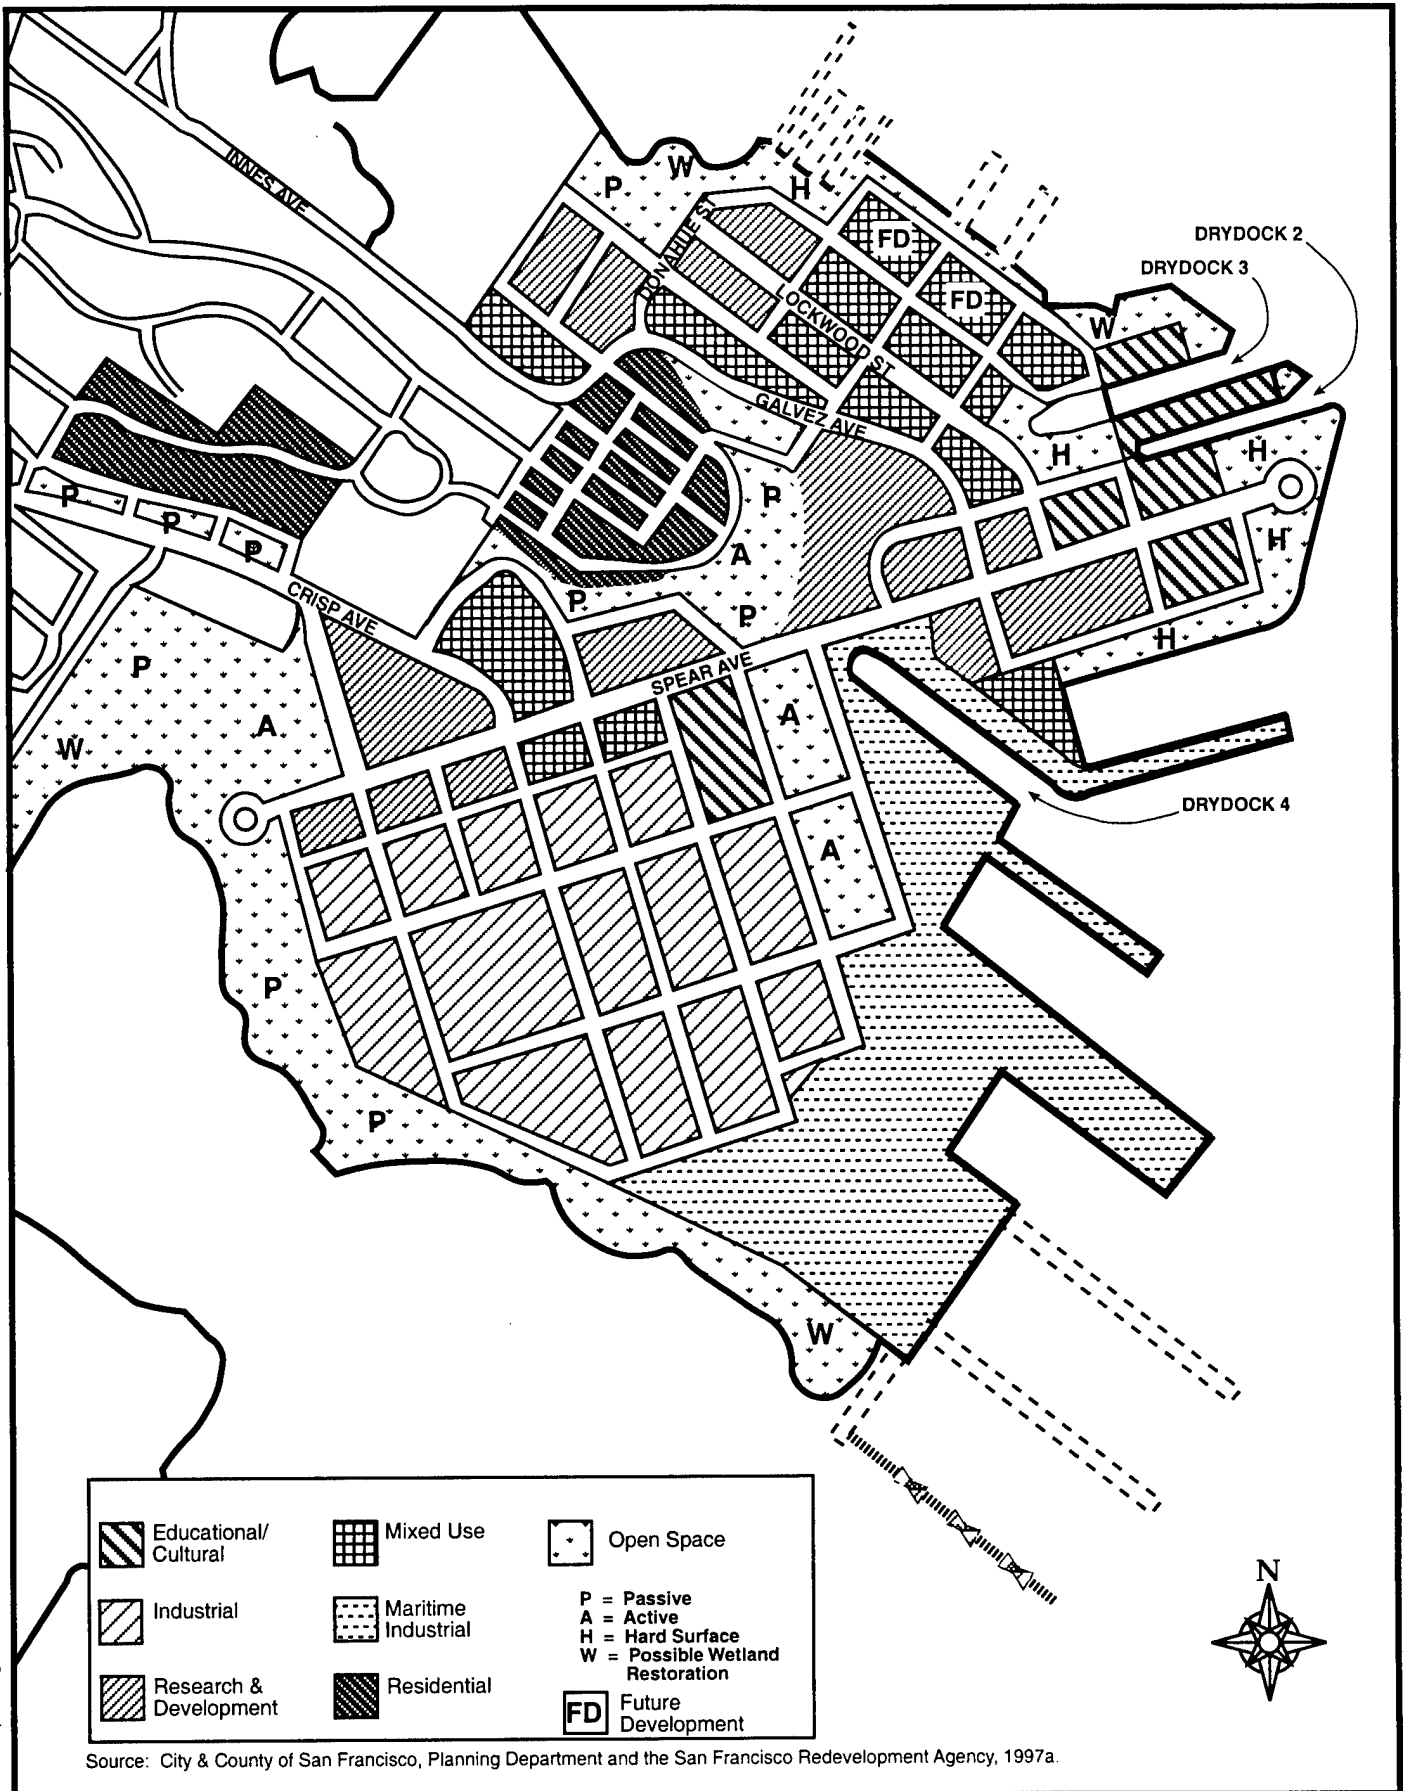 W
P
H
INNES AVE
DONAHUE ST
FD
DRYDOCK 2
DRYDOCK 3
FD
LOCKWOOD ST
W
GALVEZ AVE
H
H
P
P
P
P
A
H
CRISP AVE
P
P
H
P
SPEAR AVE
A
A
W
DRYDOCK 4
A
P
P
W
Educational/
Cultural
Industrial
Research &
Development
Mixed Use
Maritime
Industrial
Residential
Open Space
P = Passive
A = Active
H = Hard Surface
W = Possible Wetland
Restoration
FD Future
Development
N
Source: City & County of San Francisco, Planning Department and the San Francisco Redevelopment Agency, 1997a.